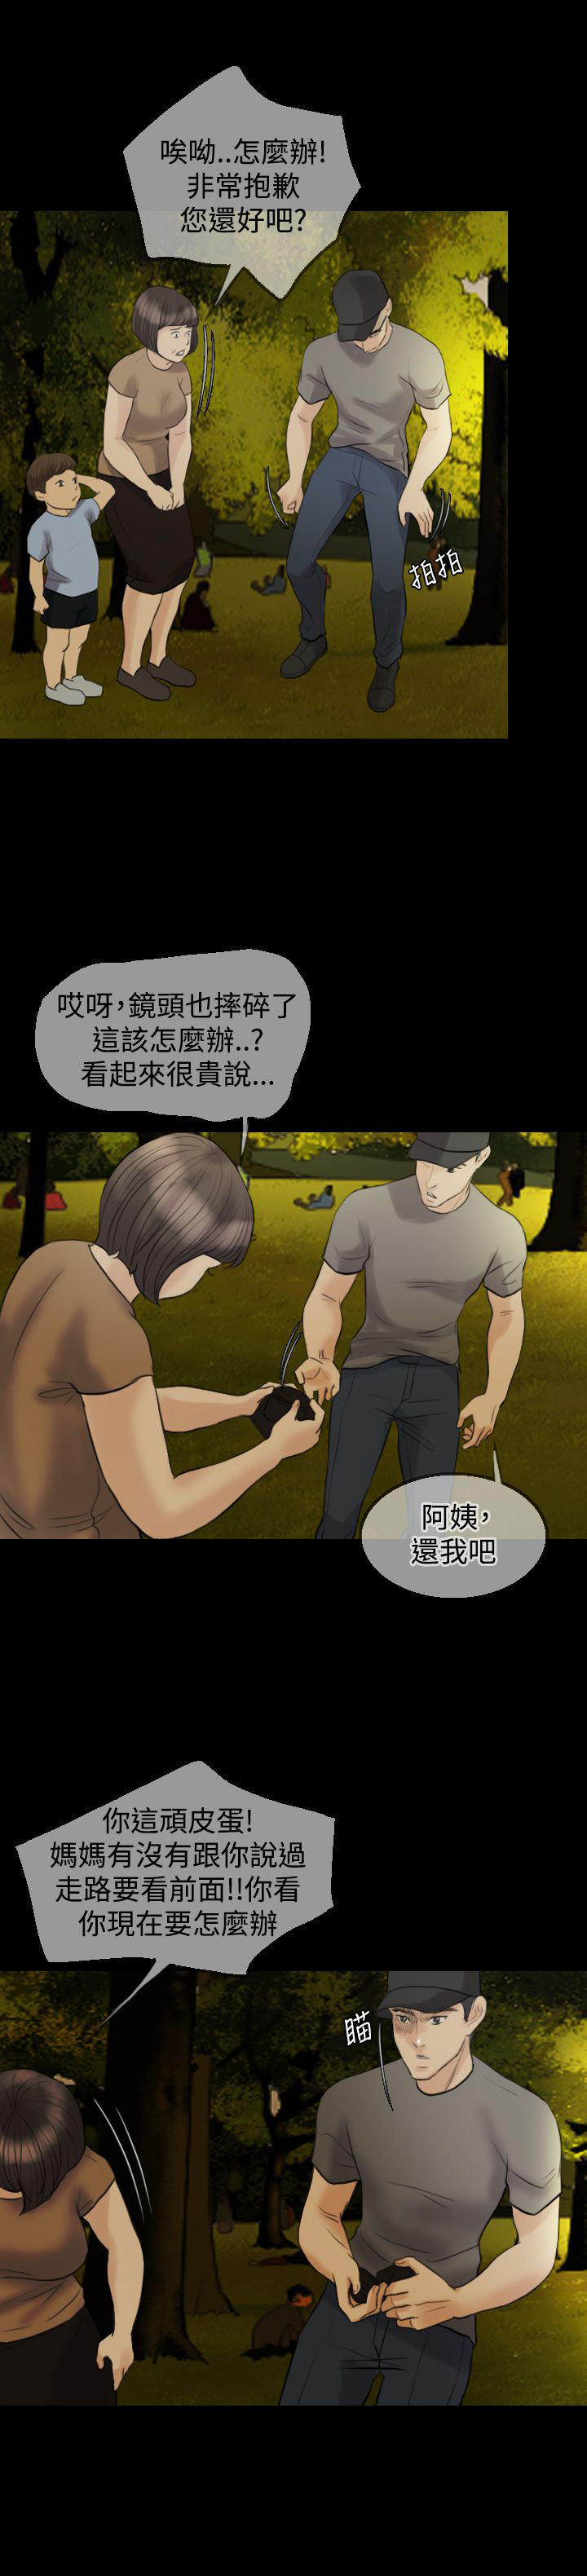 唉呦..怎麼辦!
非常抱歉
您還好吧?
拍拍
哎呀,鏡頭也摔碎了
這該怎麼辦..?
看起來很貴說...
阿姨,
還我吧
你這頑皮蛋!
媽媽有沒有跟你說過
走路要看前面!!你看
你現在要怎麼辦
瞄